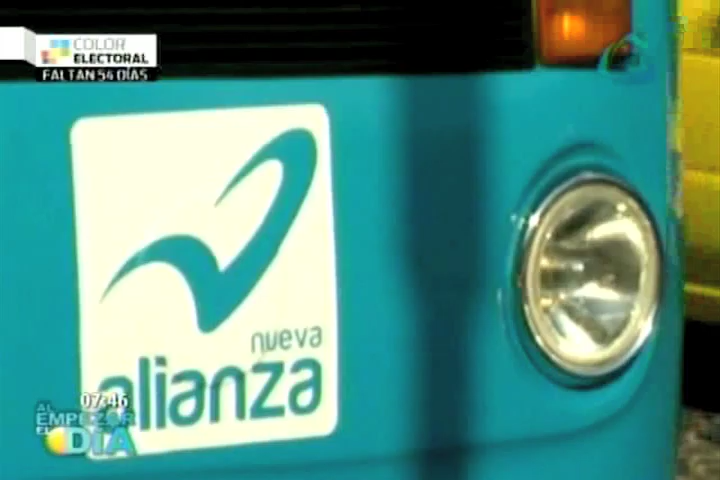 COLOR
ELECTORAL
FALTAN 54 DÍAS
nueva
alianza
07:46
AL
EMPEZAR
EL DÍA